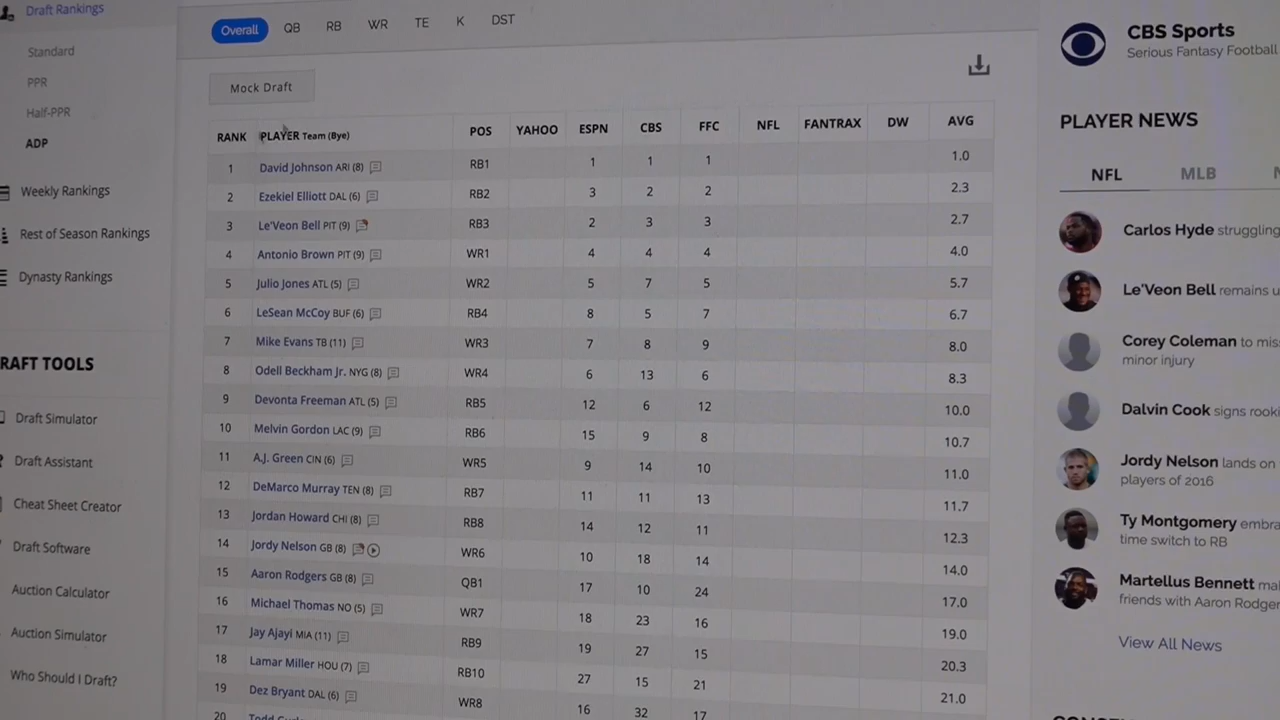 Draft Rankings
Standard
PPR
Half-PPR
ADP
Weekly Rankings
Rest of Season Rankings
Dynasty Rankings
RAFT TOOLS
Draft Simulator
Draft Assistant
Cheat Sheet Creator
Draft Software
Auction Calculator
Auction Simulator
Who Should I Draft?
Overall QB RB WR TE K DST
Mock Draft
RANK PLAYER Team (Bye) POS YAHOO ESPN CBS FFC NFL FANTRAX DW AVG
1 David Johnson ARI (8) RB1 1 1 1 1.0
2 Ezekiel Elliott DAL (6) RB2 3 2 2 2.3
3 Le'Veon Bell PIT (9) RB3 2 3 3 2.7
4 Antonio Brown PIT (9) WR1 4 4 4 4.0
5 Julio Jones ATL (5) WR2 5 7 5 5.7
6 LeSean McCoy BUF (6) RB4 8 5 7 6.7
7 Mike Evans TB (11) WR3 7 8 9 8.0
8 Odell Beckham Jr. NYG (8) WR4 6 13 6 8.3
9 Devonta Freeman ATL (5) RB5 12 6 12 10.0
10 Melvin Gordon LAC (9) RB6 15 9 8 10.7
11 A.J. Green CIN (6) WR5 9 14 10 11.0
12 DeMarco Murray TEN (8) RB7 11 11 13 11.7
13 Jordan Howard CHI (8) RB8 14 12 11 12.3
14 Jordy Nelson GB (8) WR6 10 18 14 14.0
15 Aaron Rodgers GB (8) QB1 17 10 24 17.0
16 Michael Thomas NO (5) WR7 18 23 16 19.0
17 Jay Ajayi MIA (11) RB9 19 27 15 20.3
18 Lamar Miller HOU (7) RB10 27 15 21 21.0
19 Dez Bryant DAL (6) WR8 16 32 17
20 Todd
CBS Sports
Serious Fantasy Football
PLAYER NEWS
NFL MLB
Carlos Hyde struggling
Le'Veon Bell remains u
Corey Coleman to mis
minor injury
Dalvin Cook signs rooki
Jordy Nelson lands on
players of 2016
Ty Montgomery embra
time switch to RB
Martellus Bennett mal
friends with Aaron Rodger
View All News